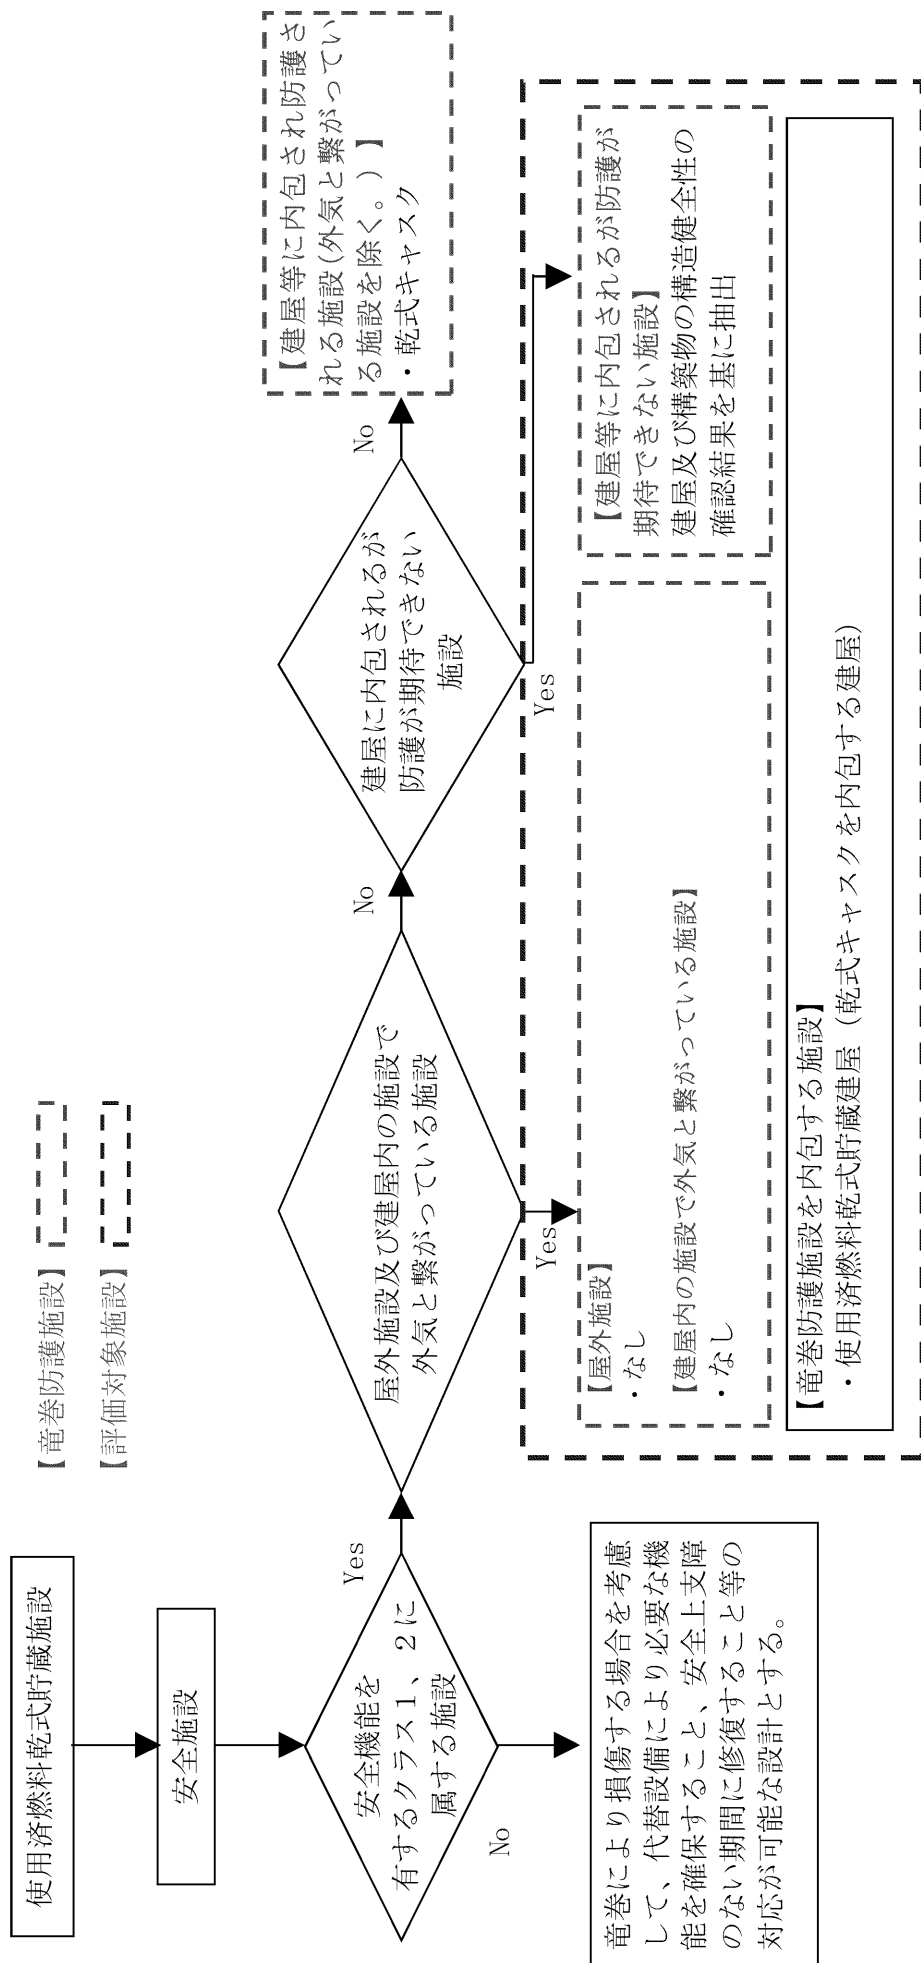 使用済燃料乾式貯蔵施設
安全施設
安全機能を
有するクラス１、２に
属する施設
Yes
No
竜巻により損傷する場合を考慮
して、代替設備により必要な機
能を確保すること、安全上支障
のない期間に修復すること等の
対応が可能な設計とする。
【竜巻防護施設】
【評価対象施設】
屋外施設及び建屋内の施設で
外気と繋がっている施設
No
Yes
建屋に内包されるが
防護が期待できない
施設
No
Yes
【建屋等に内包され防護さ
れる施設(外気と繋がってい
る施設を除く。)】
・乾式キャスク
【屋外施設】
・なし
【建屋内の施設で外気と繋がっている施設】
・なし
【建屋等に内包されるが防護が
期待できない施設】
建屋及び構築物の構造健全性の
確認結果を基に抽出
【竜巻防護施設を内包する施設】
・使用済燃料乾式貯蔵建屋（乾式キャスクを内包する建屋）